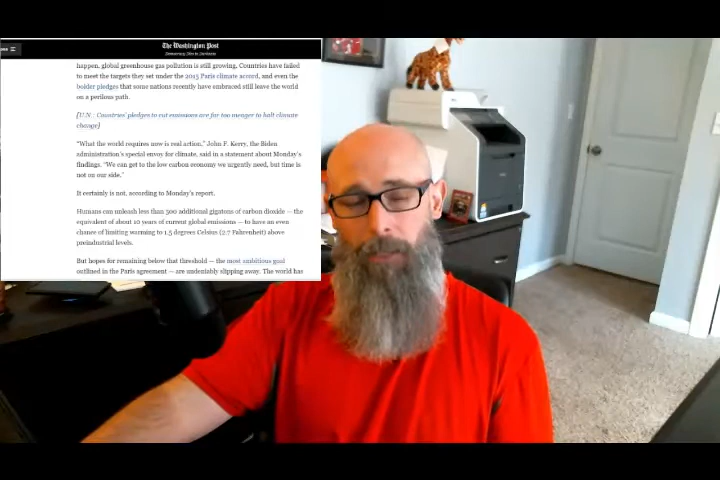 The Washington Post
Democracy Dies in Darkness
happen, global greenhouse gas pollution is still growing. Countries have failed
to meet the targets they set under the 2015 Paris climate accord, and even the
bolder pledges that some nations recently have embraced still leave the world
on a perilous path.
[U.N.: Countries' pledges to cut emissions are far too meager to halt climate
change]
"What the world requires now is real action," John F. Kerry, the Biden
administration's special envoy for climate, said in a statement about Monday's
findings. "We can get to the low carbon economy we urgently need, but time is
not on our side."
It certainly is not, according to Monday's report.
Humans can unleash less than 500 additional gigatons of carbon dioxide — the
equivalent of about 10 years of current global emissions — to have an even
chance of limiting warming to 1.5 degrees Celsius (2.7 Fahrenheit) above
preindustrial levels.
But hopes for remaining below that threshold — the most ambitious goal
outlined in the Paris agreement — are undeniably slipping away. The world has